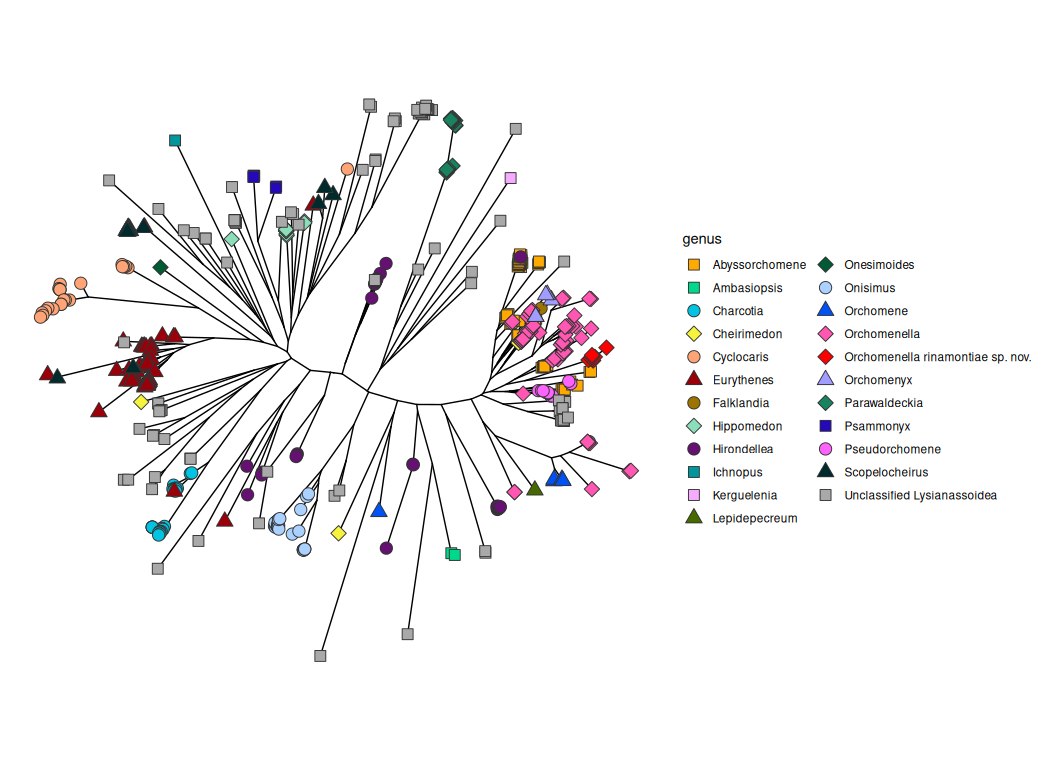 genus
Abyssorchomene
Ambasiopsis
Charcotia
Cheirimedon
Cyclocaris
Eurythenes
Falklandia
Hippomedon
Hirondellea
Ichnopus
Kerguelenia
Lepidepecreum
Onesimoides
Onisimus
Orchomene
Orchomenella
Orchomenella rinamontiae sp. nov.
Orchomenyx
Parawaldeckia
Psammonyx
Pseudorchomene
Scopelocheirus
Unclassified Lysianassoidea